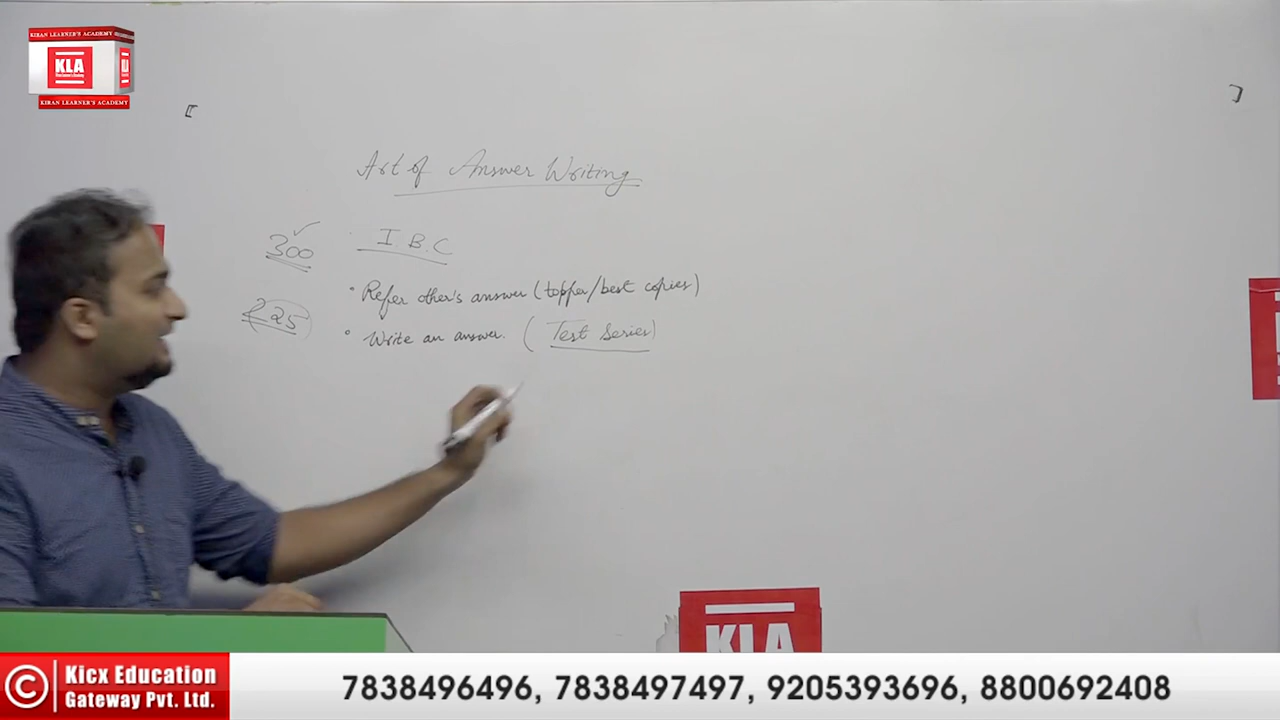 KIRAN LEARNER'S ACADEMY
KLA
KIRAN LEARNER'S ACADEMY
Art of Answer Writing
300 I.B.C
• Refer other's answer (topper/best copies)
225
• Write an answer. (Test Series)
KLA
© Kicx Education
Gateway Pvt. Ltd.
7838496496, 7838497497, 9205393696, 8800692408